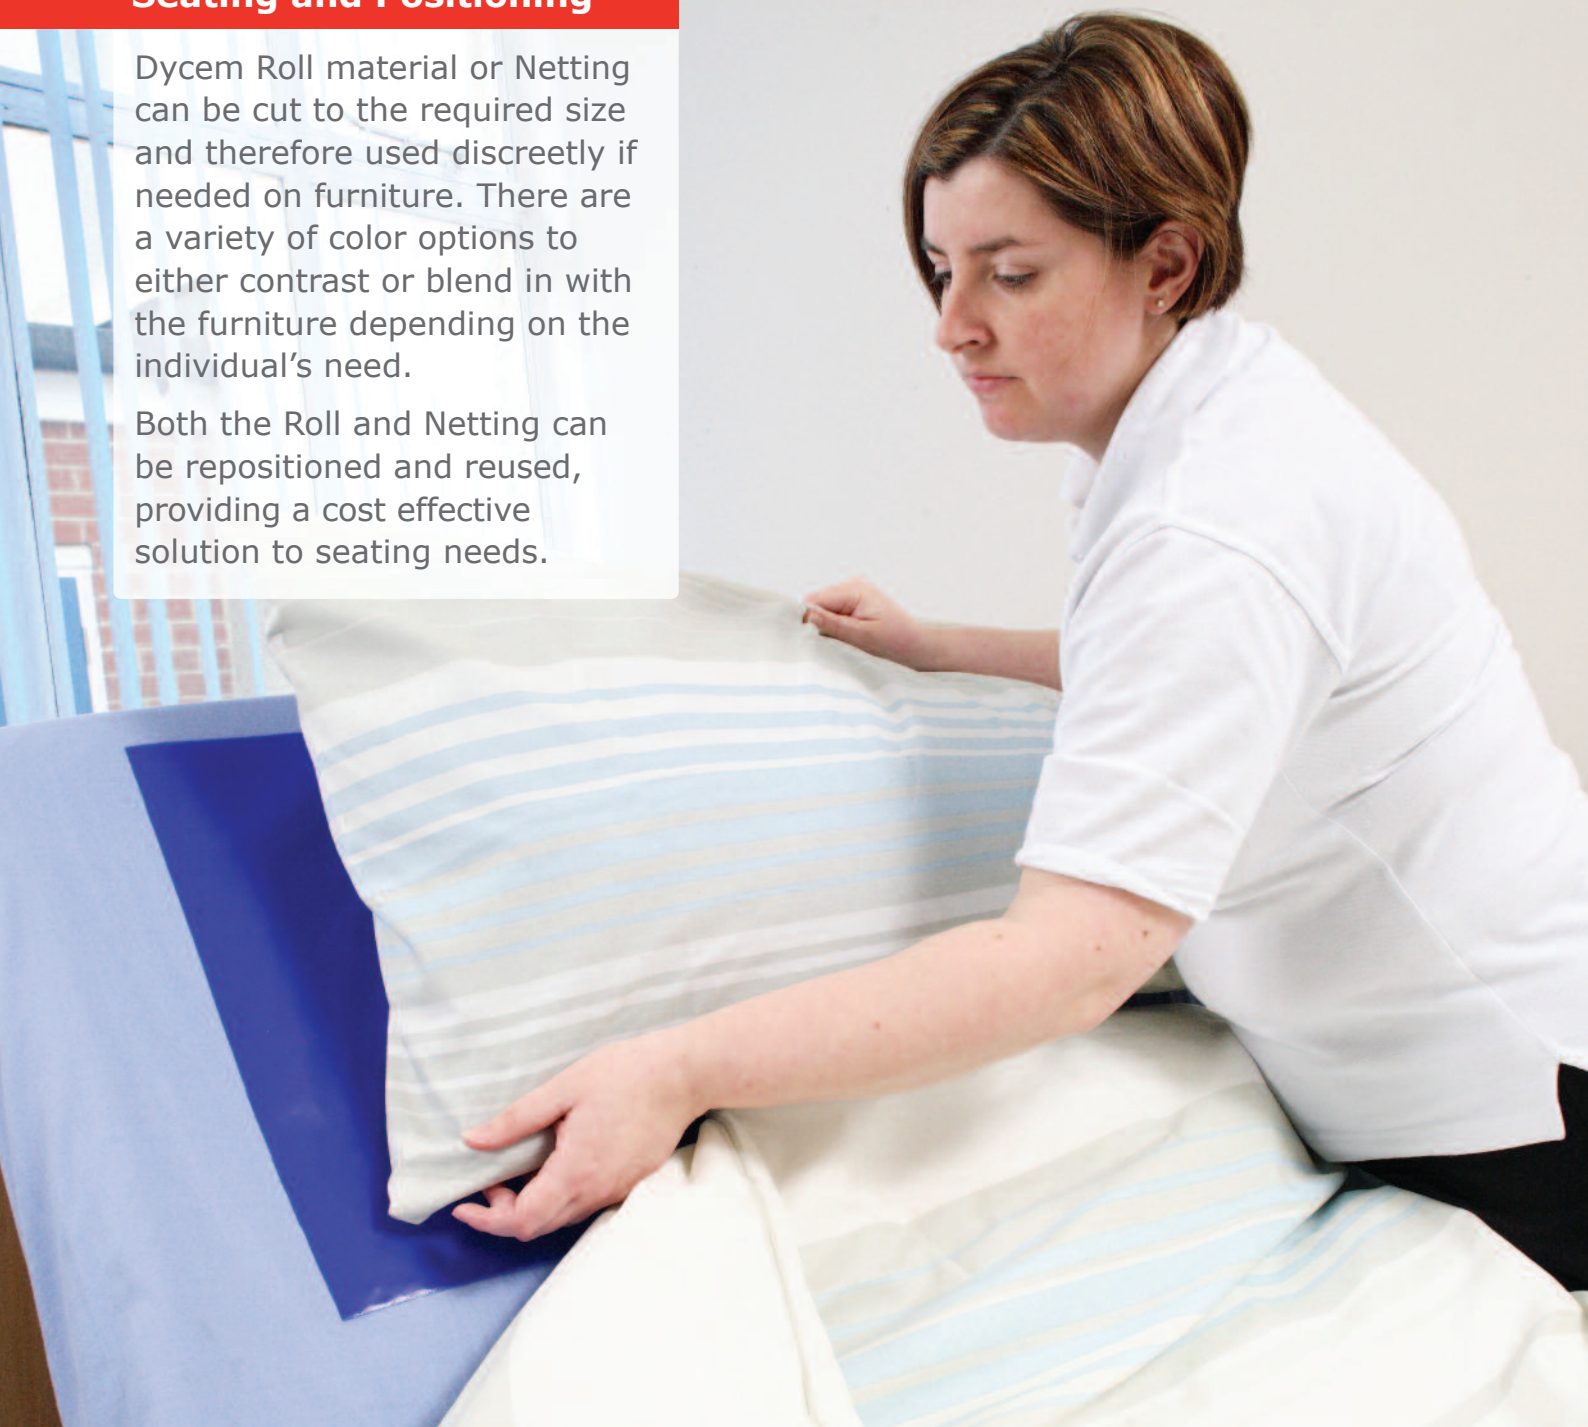 Seating and Positioning
Dycem Roll material or Netting
can be cut to the required size
and therefore used discreetly if
needed on furniture. There are
a variety of color options to
either contrast or blend in with
the furniture depending on the
individual’s need.
Both the Roll and Netting can
be repositioned and reused,
providing a cost effective
solution to seating needs.